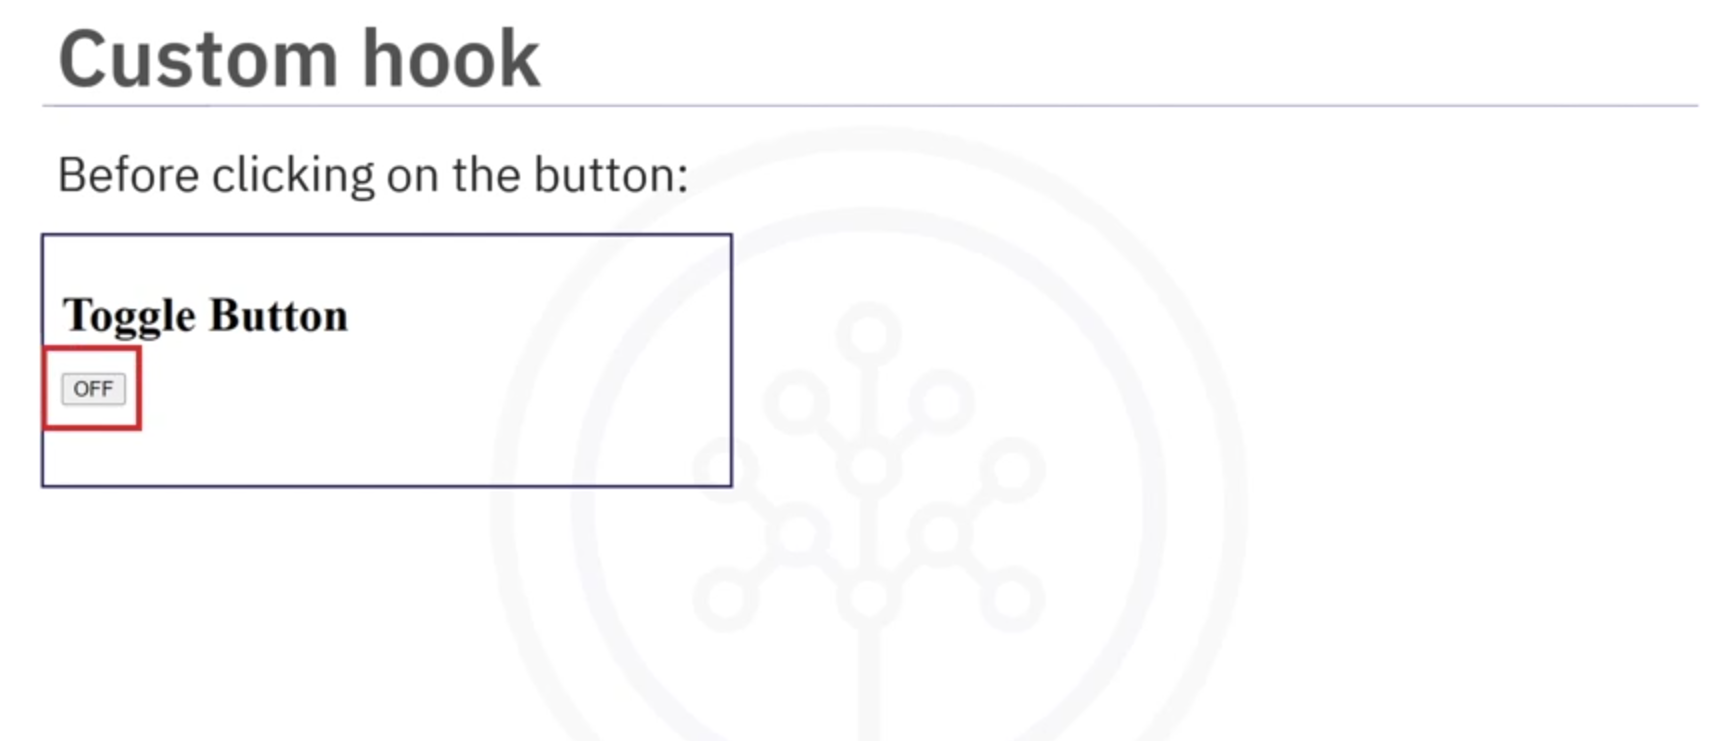 Custom hook
Before clicking on the button:
Toggle Button
OFF